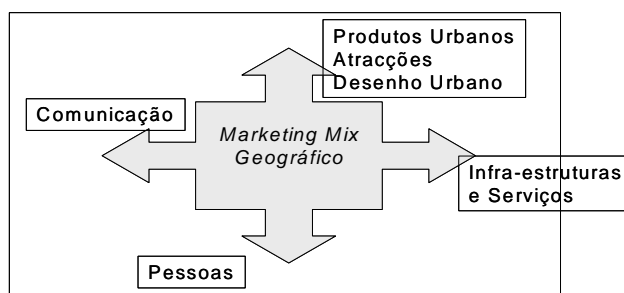 Produtos Urbanos
Atracções
Desenho Urbano
Comunicação
Marketing Mix
Geográfico
Infra-estruturas
e Serviços
Pessoas